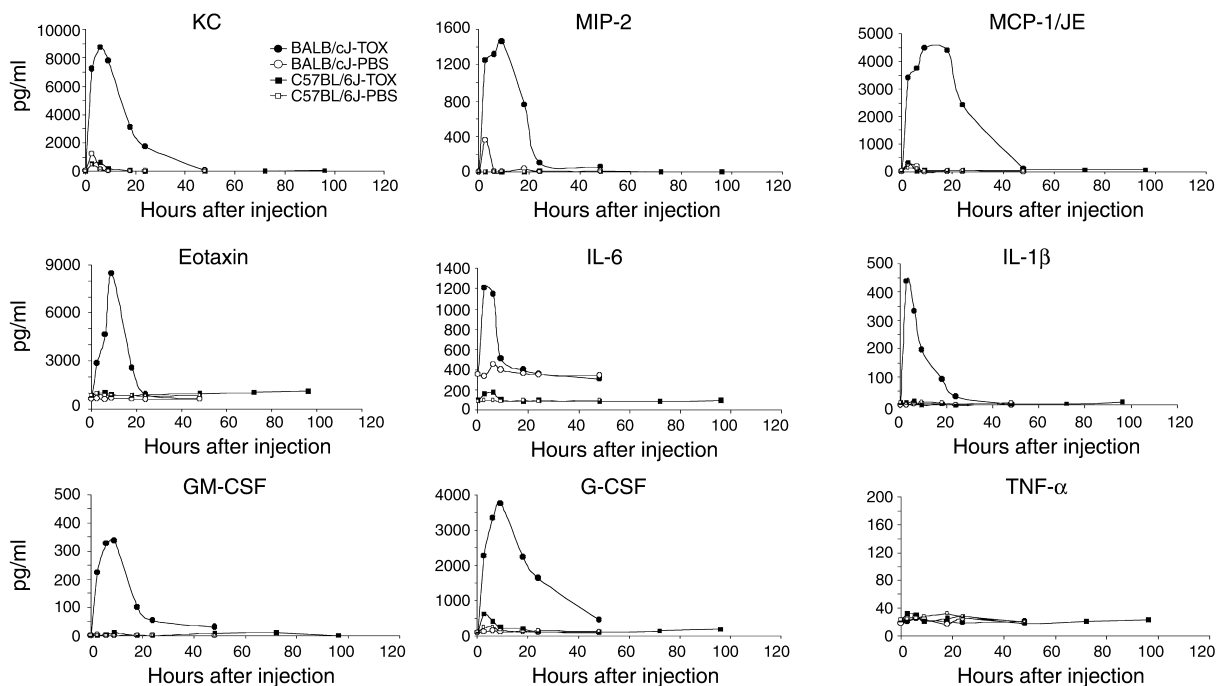 KC
pg/ml
10000
8000
6000
4000
2000
0
0 20 40 60 80 100 120
Hours after injection
BALB/cJ-TOX
BALB/cJ-PBS
C57BL/6J-TOX
C57BL/6J-PBS
MIP-2
1600
1200
800
400
0
0 20 40 60 80 100 120
Hours after injection
MCP-1/JE
5000
4000
3000
2000
1000
0
0 20 40 60 80 100 120
Hours after injection
Eotaxin
pg/ml
9000
6000
3000
0
0 20 40 60 80 100 120
Hours after injection
IL-6
1400
1200
1000
800
600
400
200
0
0 20 40 60 80 100 120
Hours after injection
IL-1β
500
400
300
200
100
0
0 20 40 60 80 100 120
Hours after injection
GM-CSF
pg/ml
500
400
300
200
100
0
0 20 40 60 80 100 120
Hours after injection
G-CSF
4000
3000
2000
1000
0
0 20 40 60 80 100 120
Hours after injection
TNF-α
200
160
120
80
40
0
0 20 40 60 80 100 120
Hours after injection